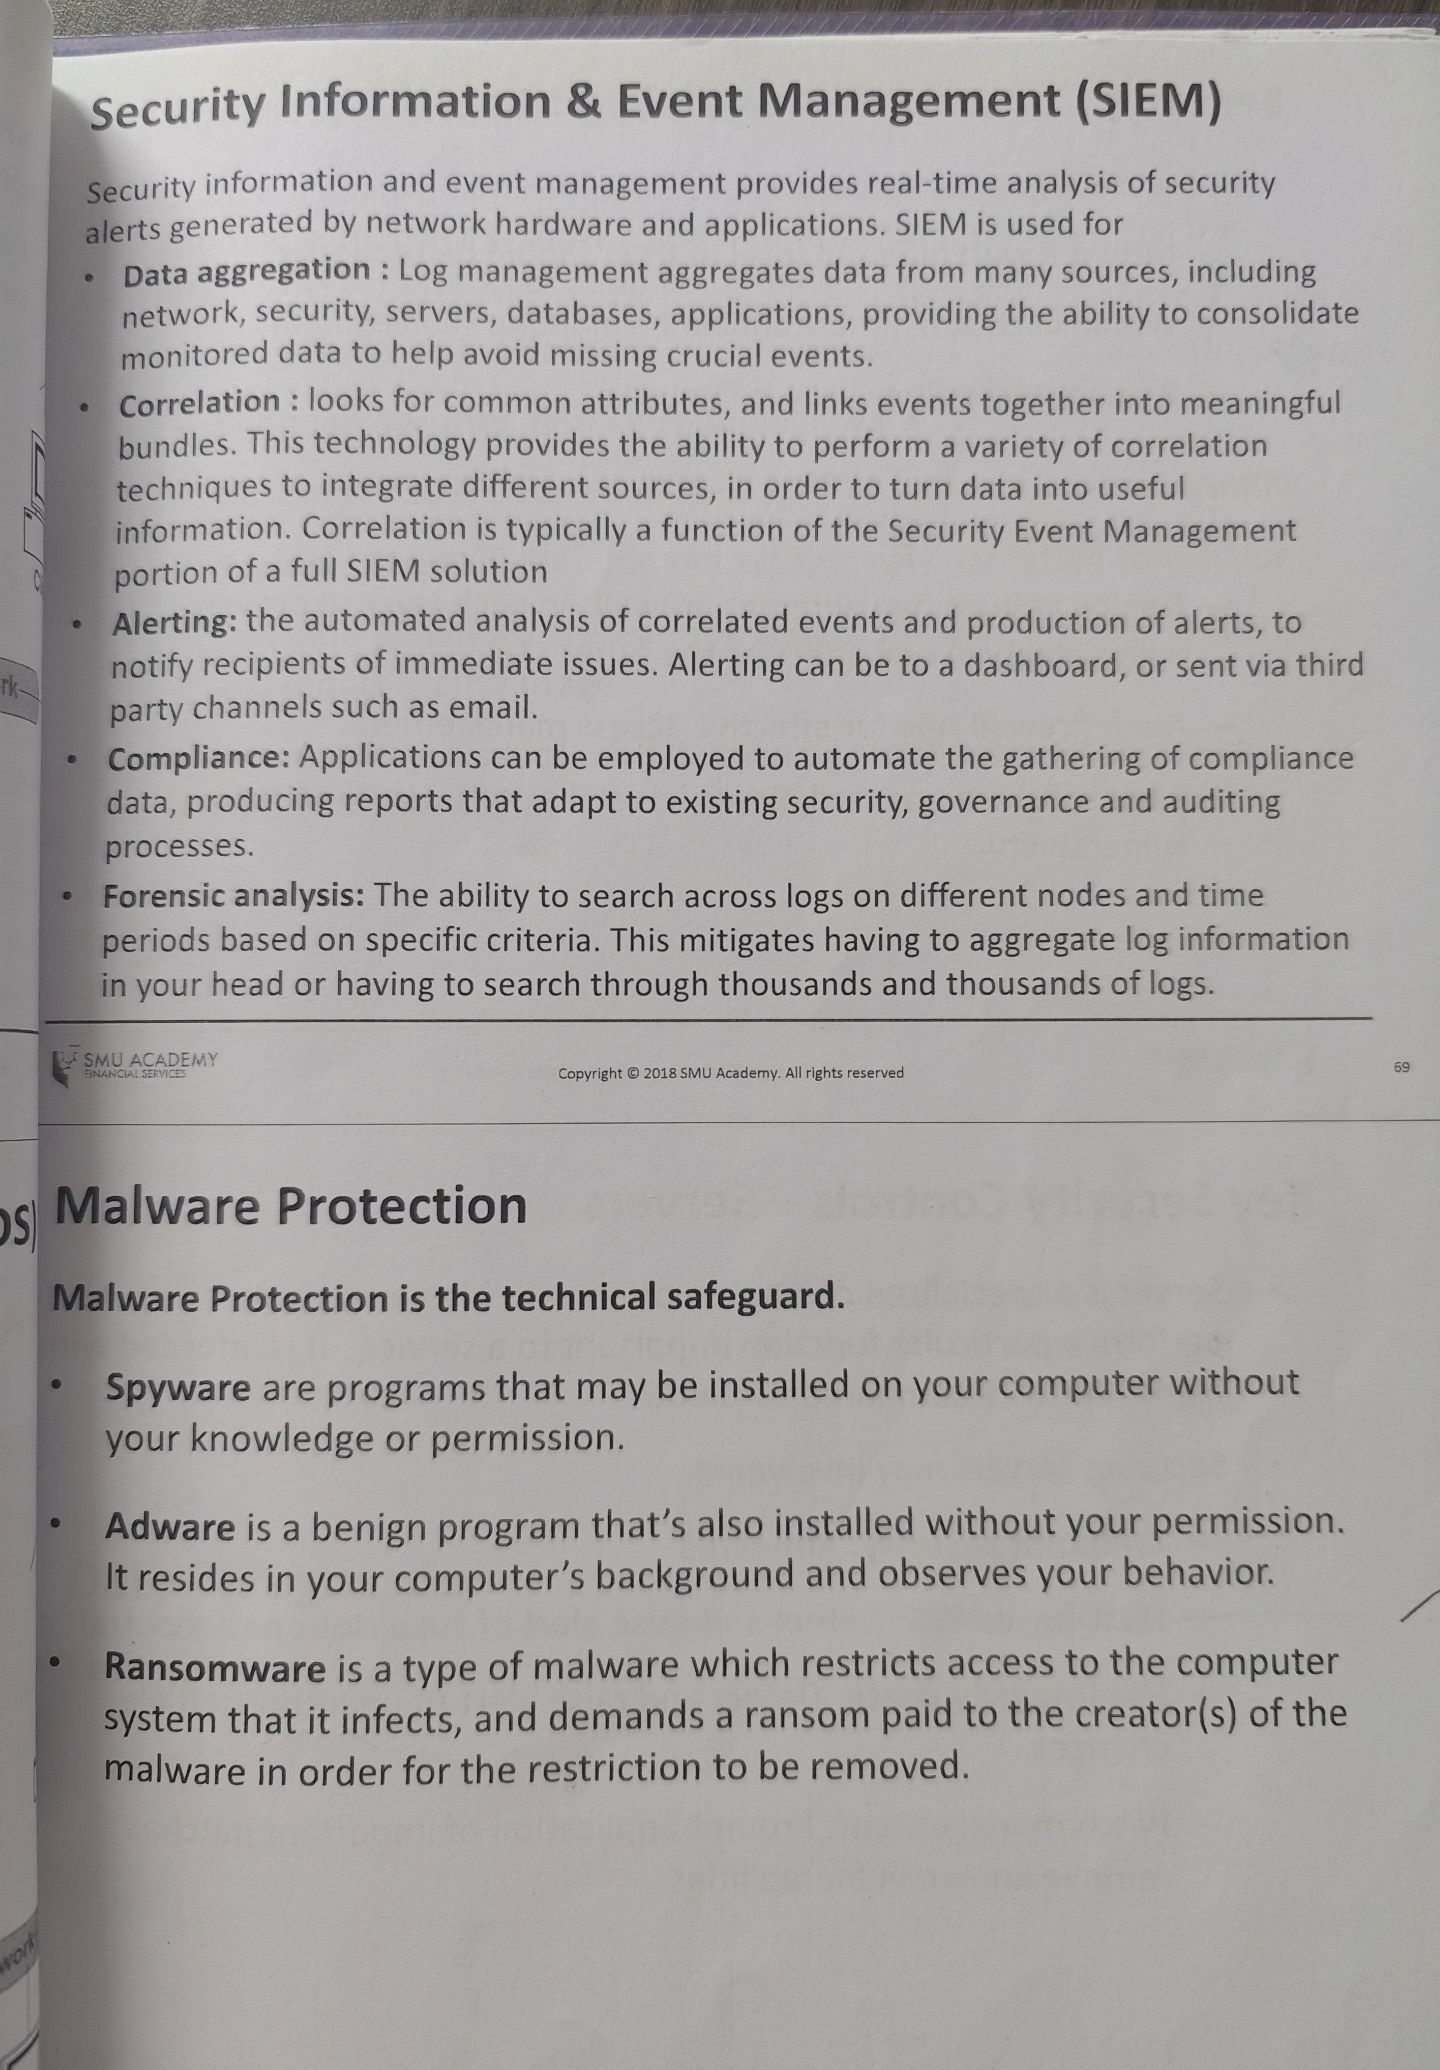 Security Information & Event Management (SIEM)
Security information and event management provides real-time analysis of security
alerts generated by network hardware and applications. SIEM is used for
• Data aggregation : Log management aggregates data from many sources, including
network, security, servers, databases, applications, providing the ability to consolidate
monitored data to help avoid missing crucial events.
• Correlation : looks for common attributes, and links events together into meaningful
bundles. This technology provides the ability to perform a variety of correlation
techniques to integrate different sources, in order to turn data into useful
information. Correlation is typically a function of the Security Event Management
portion of a full SIEM solution
• Alerting: the automated analysis of correlated events and production of alerts, to
notify recipients of immediate issues. Alerting can be to a dashboard, or sent via third
party channels such as email.
• Compliance: Applications can be employed to automate the gathering of compliance
data, producing reports that adapt to existing security, governance and auditing
processes.
• Forensic analysis: The ability to search across logs on different nodes and time
periods based on specific criteria. This mitigates having to aggregate log information
in your head or having to search through thousands and thousands of logs.
SMU ACADEMY
FINANCIAL SERVICES
Copyright © 2018 SMU Academy. All rights reserved
69
Malware Protection
Malware Protection is the technical safeguard.
• Spyware are programs that may be installed on your computer without
your knowledge or permission.
• Adware is a benign program that's also installed without your permission.
It resides in your computer's background and observes your behavior.
• Ransomware is a type of malware which restricts access to the computer
system that it infects, and demands a ransom paid to the creator(s) of the
malware in order for the restriction to be removed.